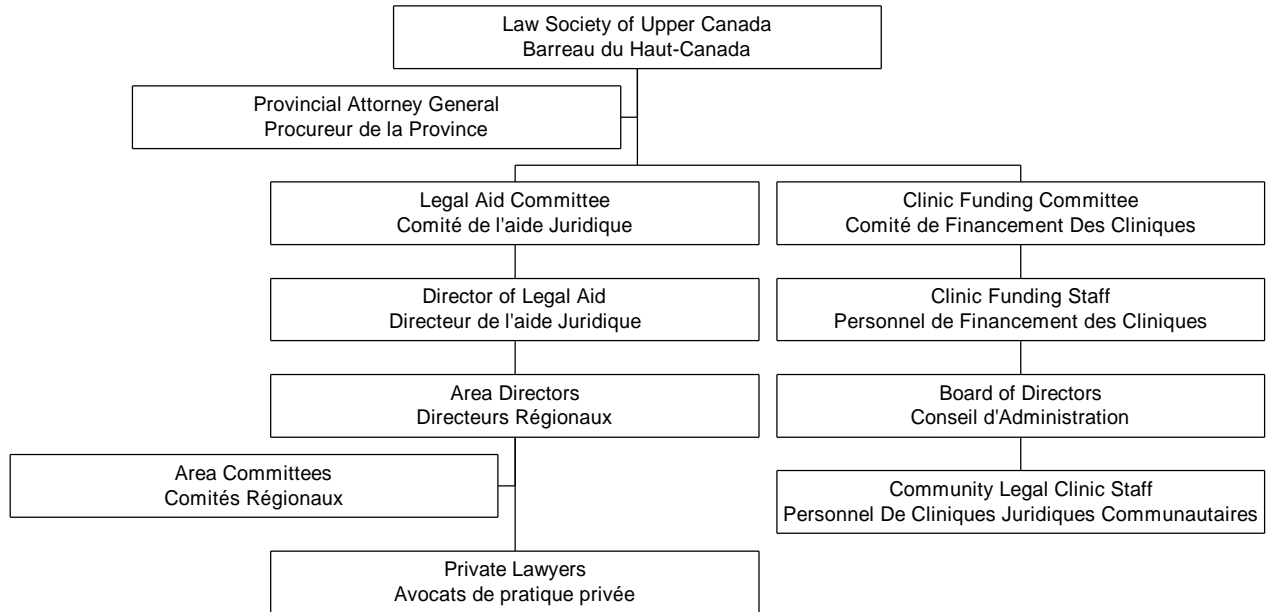 Law Society of Upper Canada
Barreau du Haut-Canada
Provincial Attorney General
Procureur de la Province
Legal Aid Committee
Comité de l'aide Juridique
Clinic Funding Committee
Comité de Financement Des Cliniques
Director of Legal Aid
Directeur de l'aide Juridique
Clinic Funding Staff
Personnel de Financement des Cliniques
Area Directors
Directeurs Régionaux
Board of Directors
Conseil d'Administration
Area Committees
Comités Régionaux
Community Legal Clinic Staff
Personnel De Cliniques Juridiques Communautaires
Private Lawyers
Avocats de pratique privée